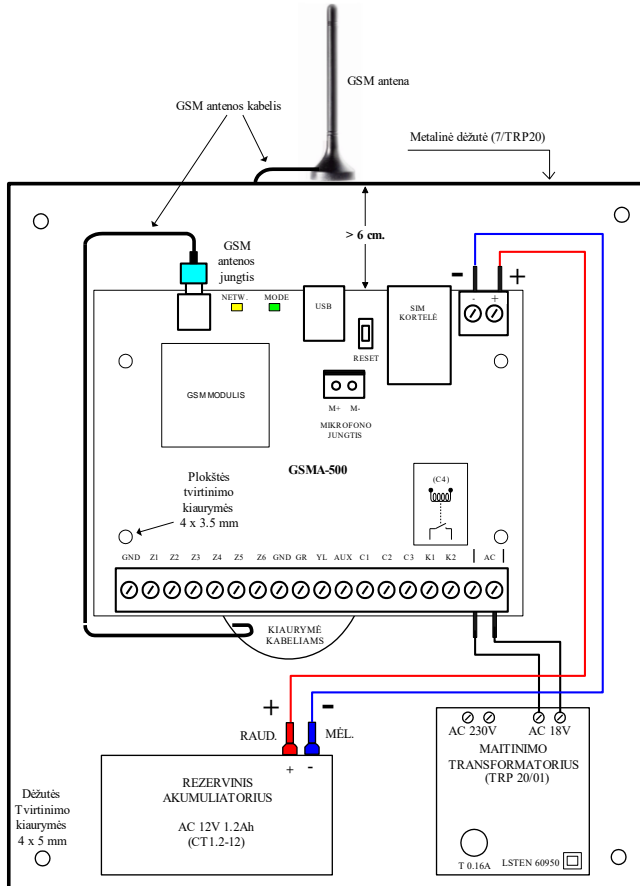 GSM antena
GSM antenos kabelis
Metalinė dėžutė (7/TRP20)
> 6 cm.
GSM
antenos
jungtis
- +
NETW. MODE
USB
SIM
KORTELĖ
- +
RESET
GSM MODULIS
M+ M-
MIKROFONO
JUNGTIS
GSMA-500
Plokštės
tvirtinimo
kiaurymės
4 x 3.5 mm
(C4)
GND Z1 Z2 Z3 Z4 Z5 Z6 GND GR YL AUX C1 C2 C3 K1 K2 AC
KIAURYMĖ
KABELIAMS
+ -
RAUD. MĖL.
+ -
REZERVINIS
AKUMULIATORIUS
AC 12V 1.2Ah
(CT1.2-12)
AC 230V AC 18V
MAITINIMO
TRANSFORMATORIUS
(TRP 20/01)
T 0.16A LSTEN 60950
Dėžutės
Tvirtinimo
kiaurymės
4 x 5 mm